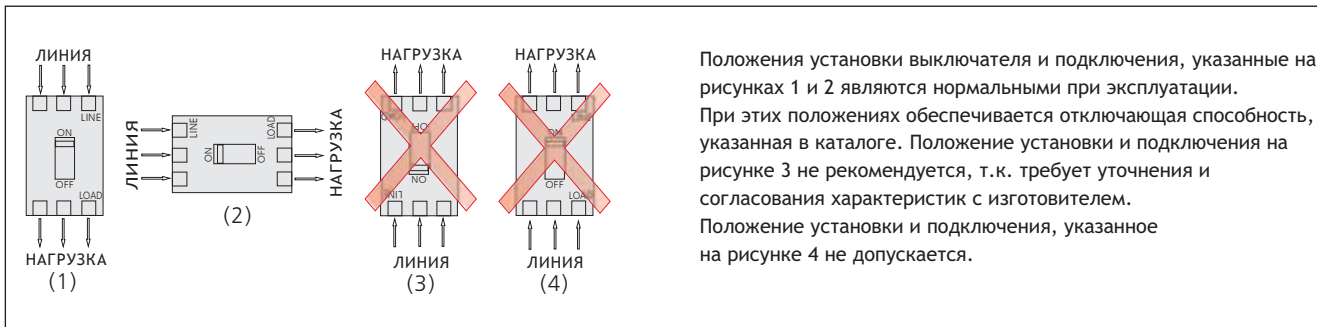 ЛИНИЯ
LINE
ON
OFF
LOAD
НАГРУЗКА
(1)
ЛИНИЯ
LINE
ON
OFF
LOAD
НАГРУЗКА
(2)
НАГРУЗКА
ON
LINE
ЛИНИЯ
(3)
НАГРУЗКА
OFF
LOAD
ЛИНИЯ
(4)
Положения установки выключателя и подключения, указанные на
рисунках 1 и 2 являются нормальными при эксплуатации.
При этих положениях обеспечивается отключающая способность,
указанная в каталоге. Положение установки и подключения на
рисунке 3 не рекомендуется, т.к. требует уточнения и
согласования характеристик с изготовителем.
Положение установки и подключения, указанное
на рисунке 4 не допускается.